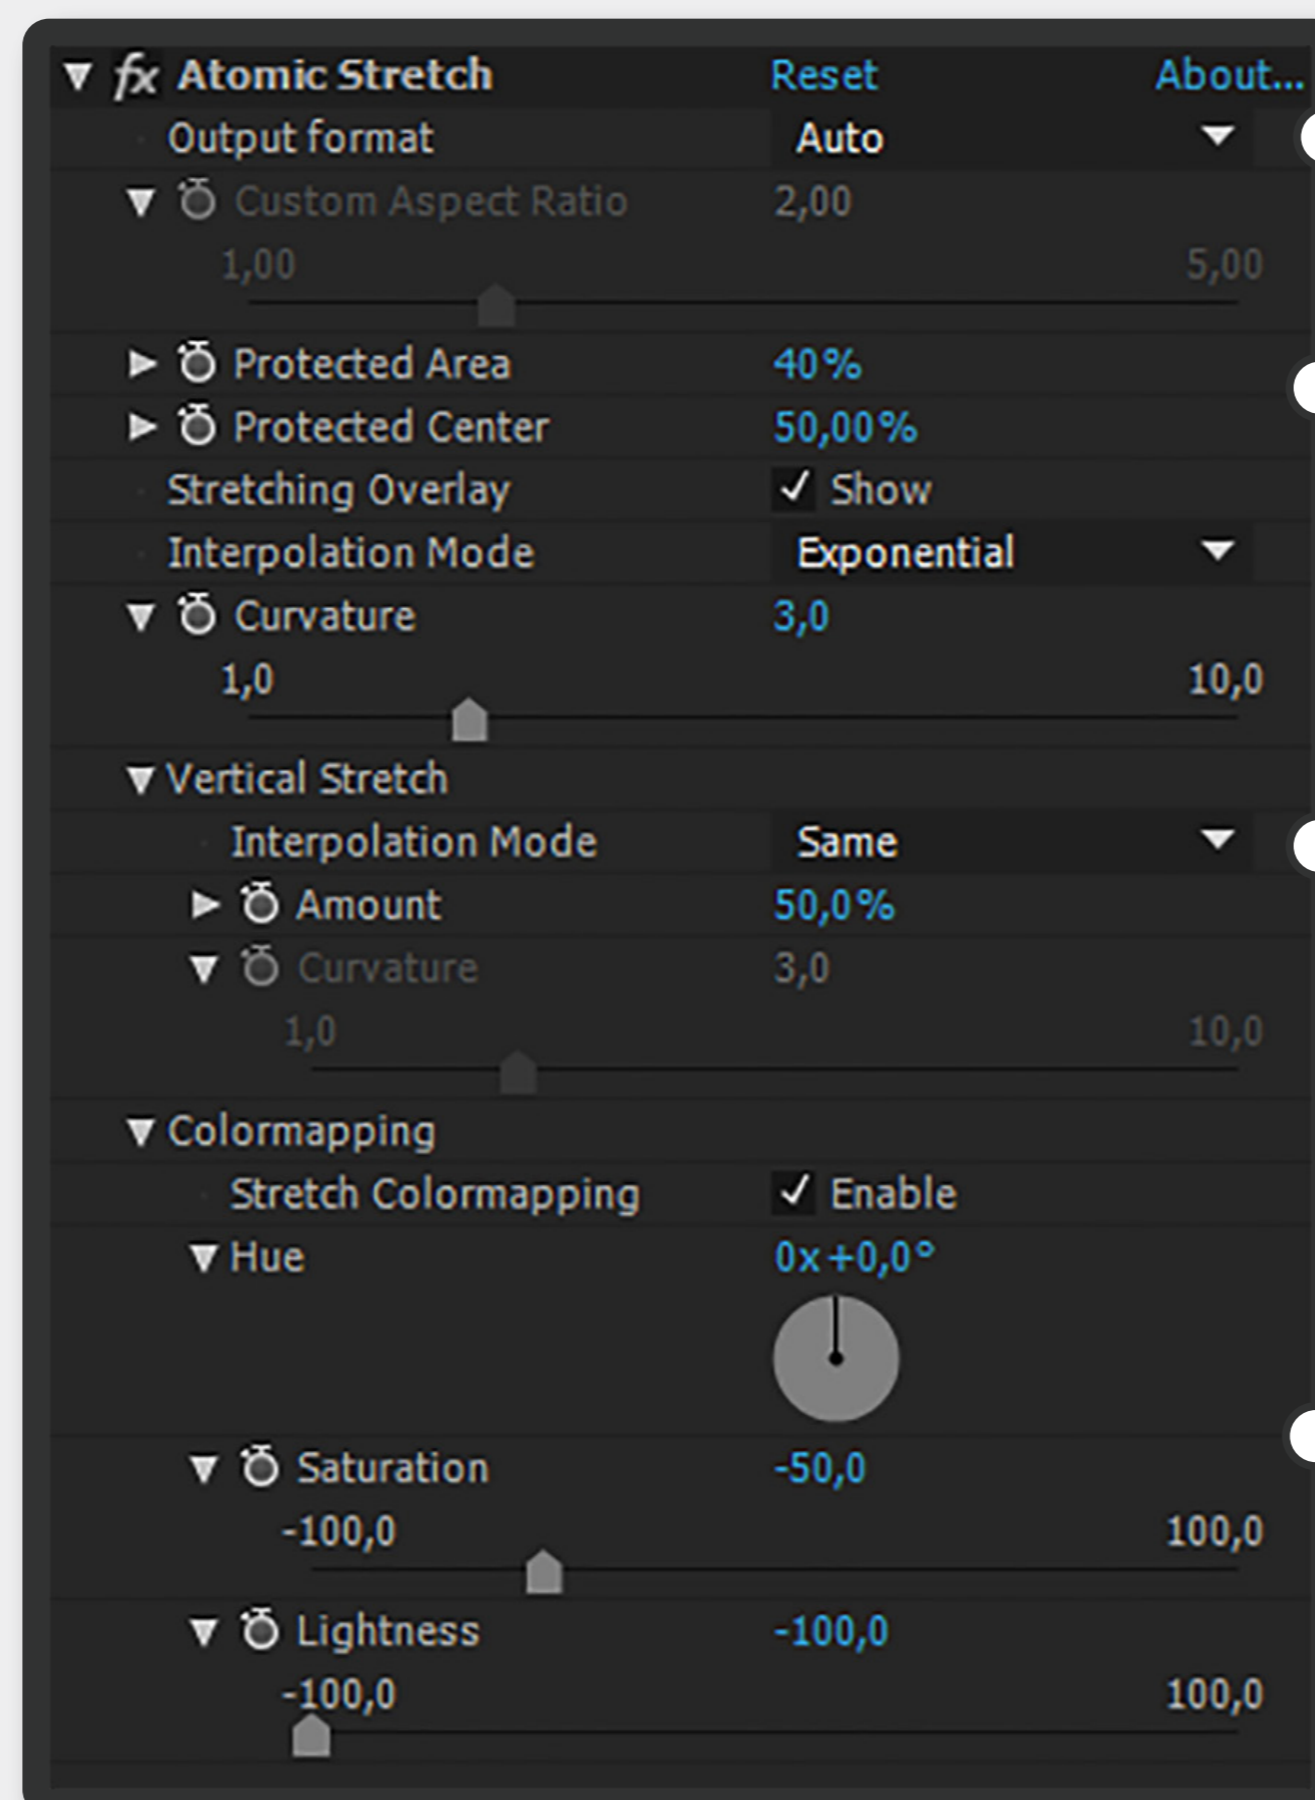 fx Atomic Stretch Reset About...
Output format Auto
Custom Aspect Ratio 2,00
1,00 5,00
Protected Area 40%
Protected Center 50,00%
Stretching Overlay Show
Interpolation Mode Exponential
Curvature 3,0
1,0 10,0
Vertical Stretch
Interpolation Mode Same
Amount 50,0%
Curvature 3,0
1,0 10,0
Colormapping
Stretch Colormapping Enable
Hue 0x+0,0°
Saturation -50,0
-100,0 100,0
Lightness -100,0
-100,0 100,0